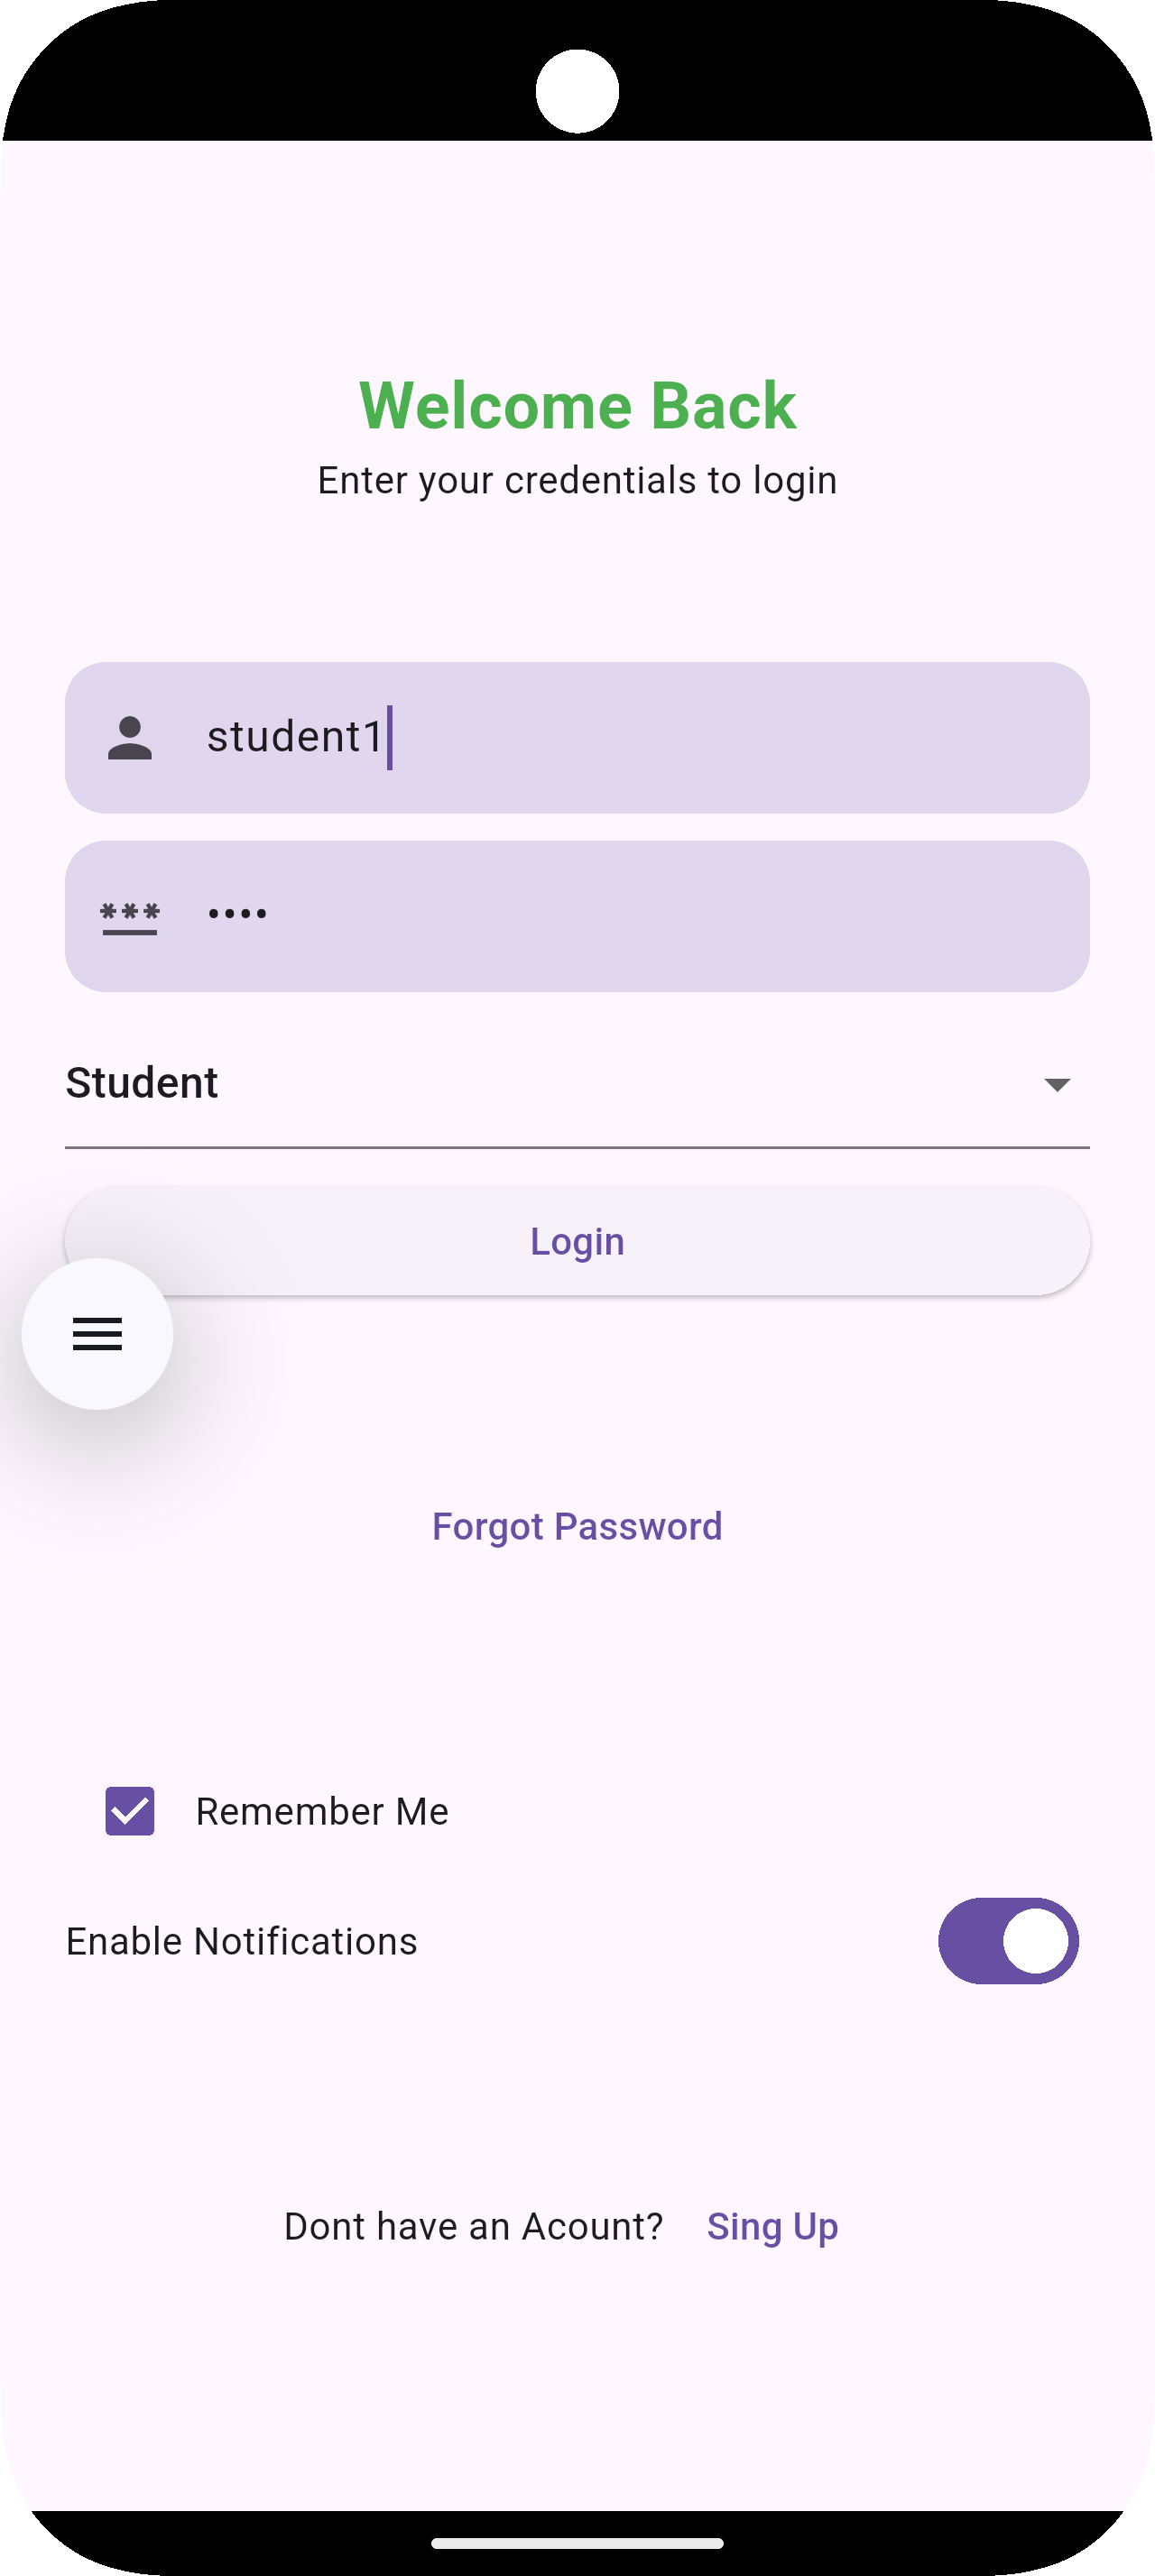 Welcome Back
Enter your credentials to login
student1
••••
Student
Login
Forgot Password
Remember Me
Enable Notifications
Dont have an Acount? Sing Up